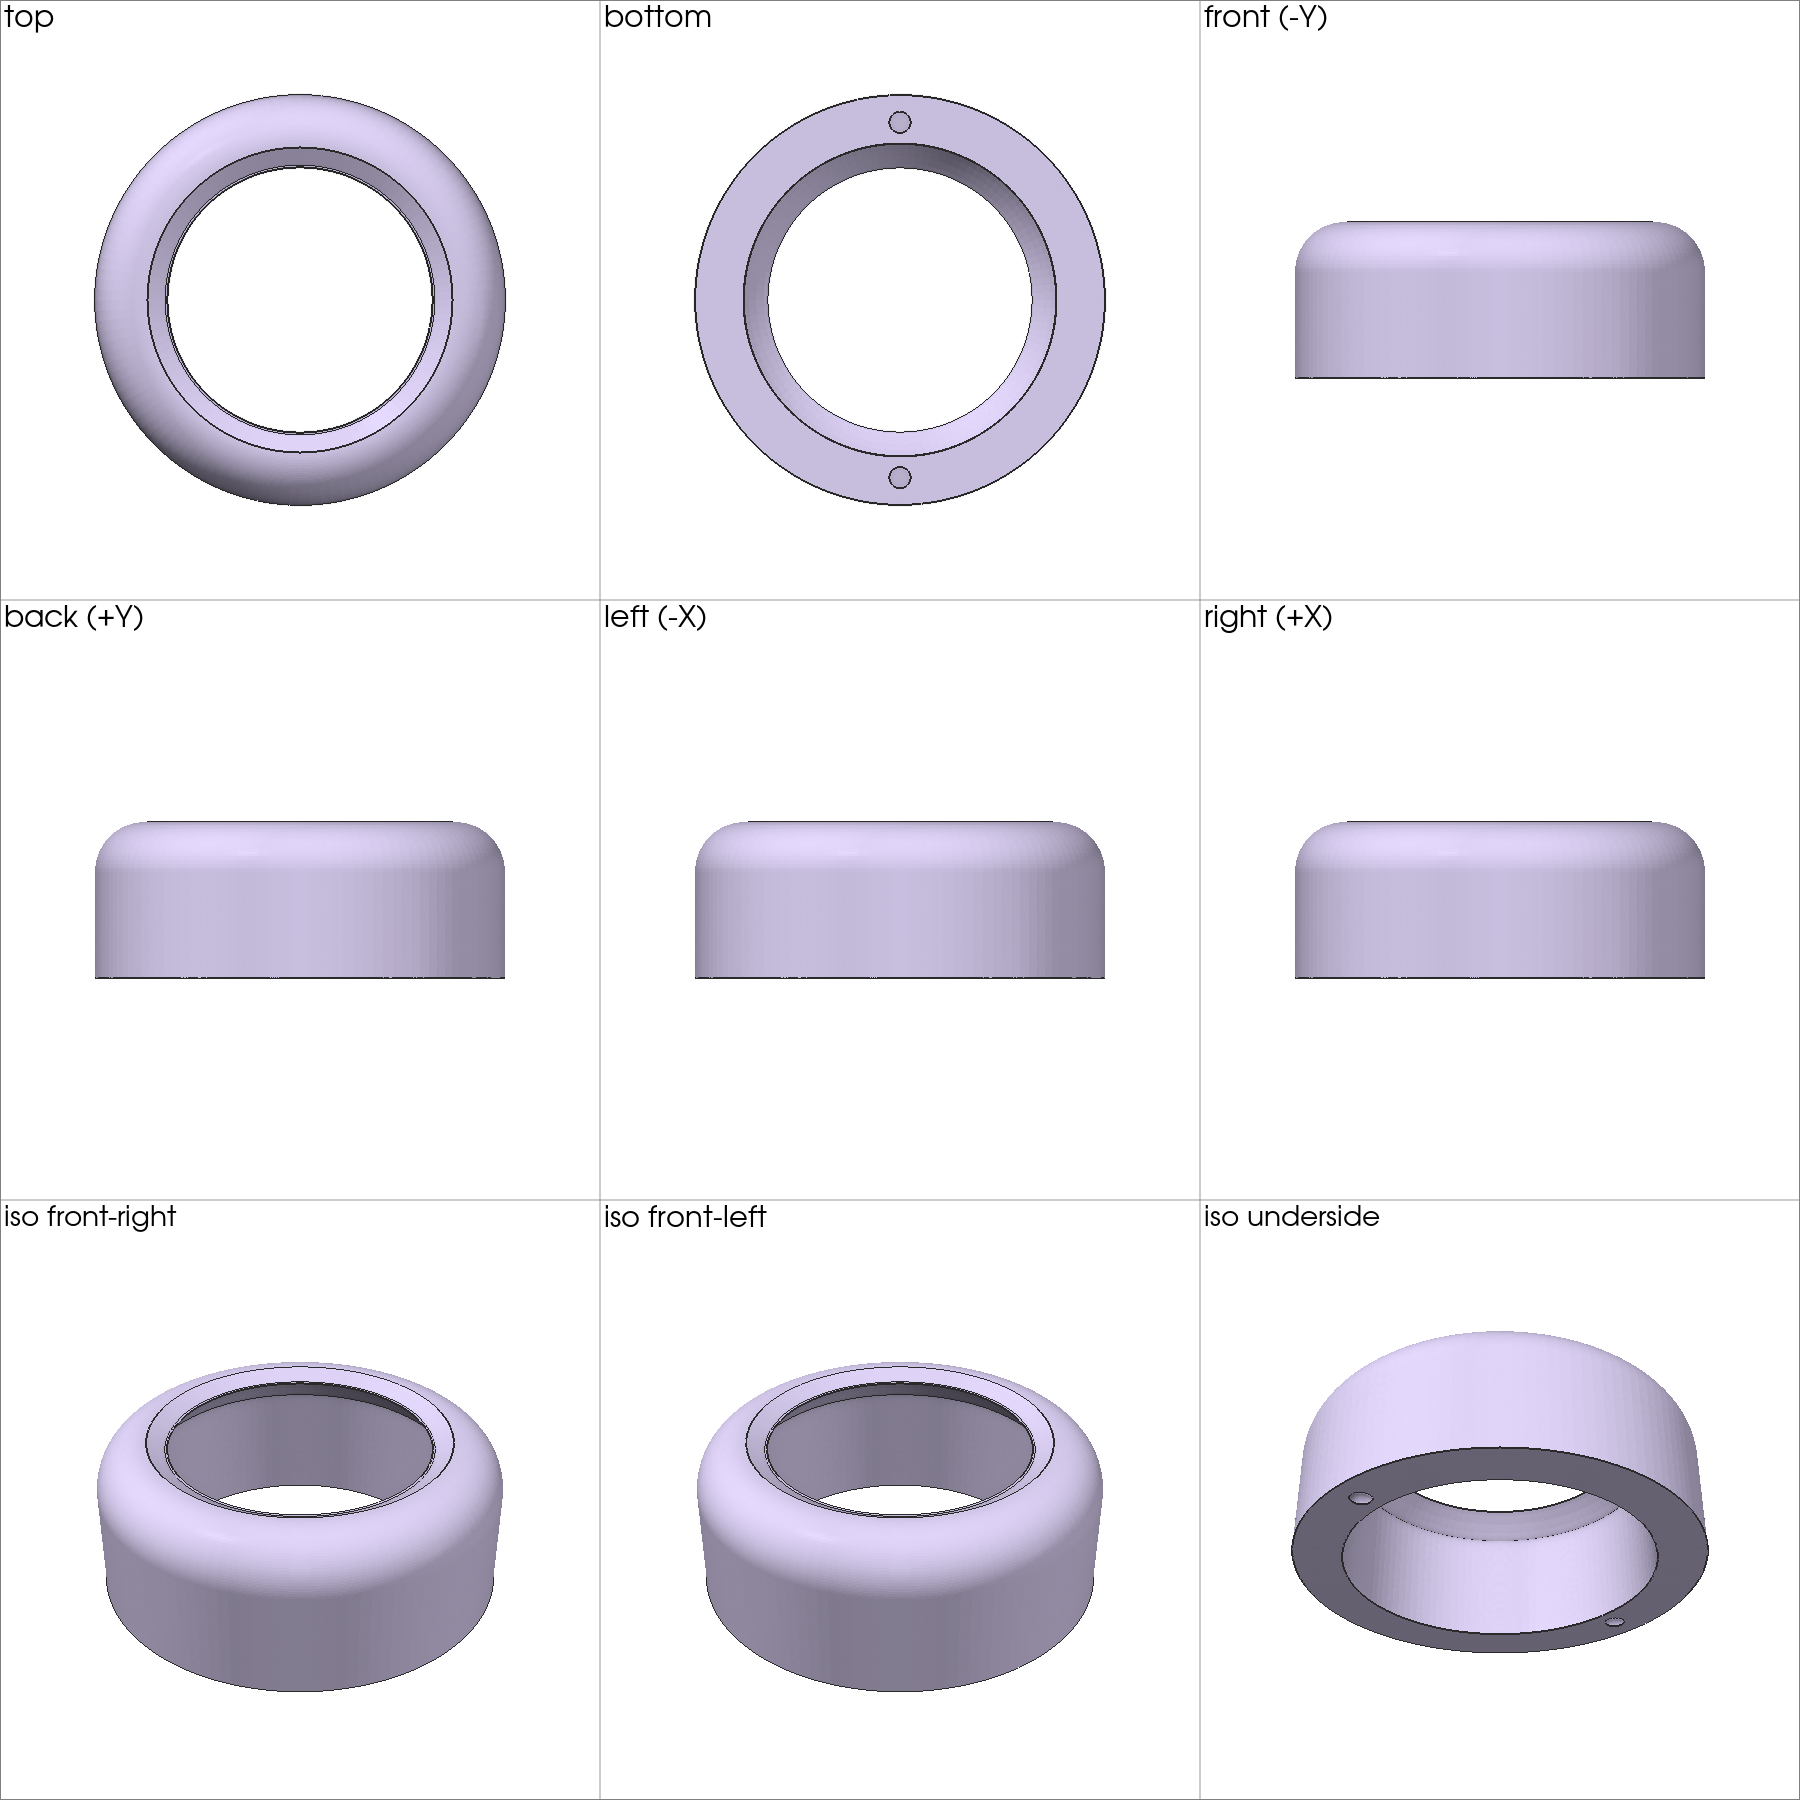 top
bottom
front (-Y)
back (+Y)
left (-X)
right (+X)
iso front-right
iso front-left
iso underside